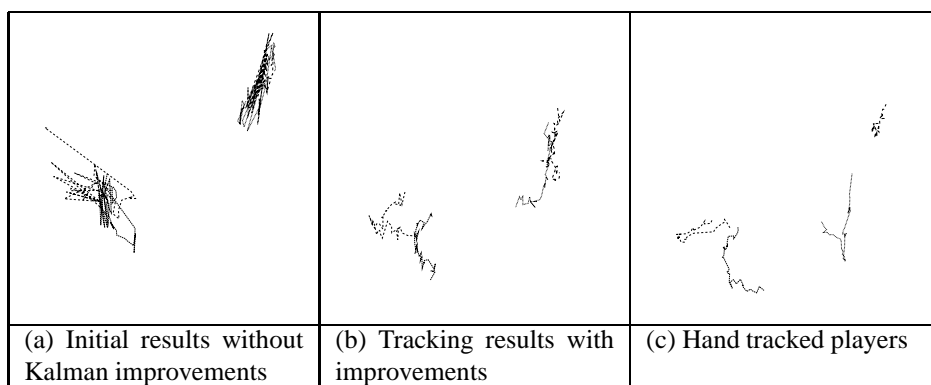 (a) Initial results without
Kalman improvements
(b) Tracking results with
improvements
(c) Hand tracked players